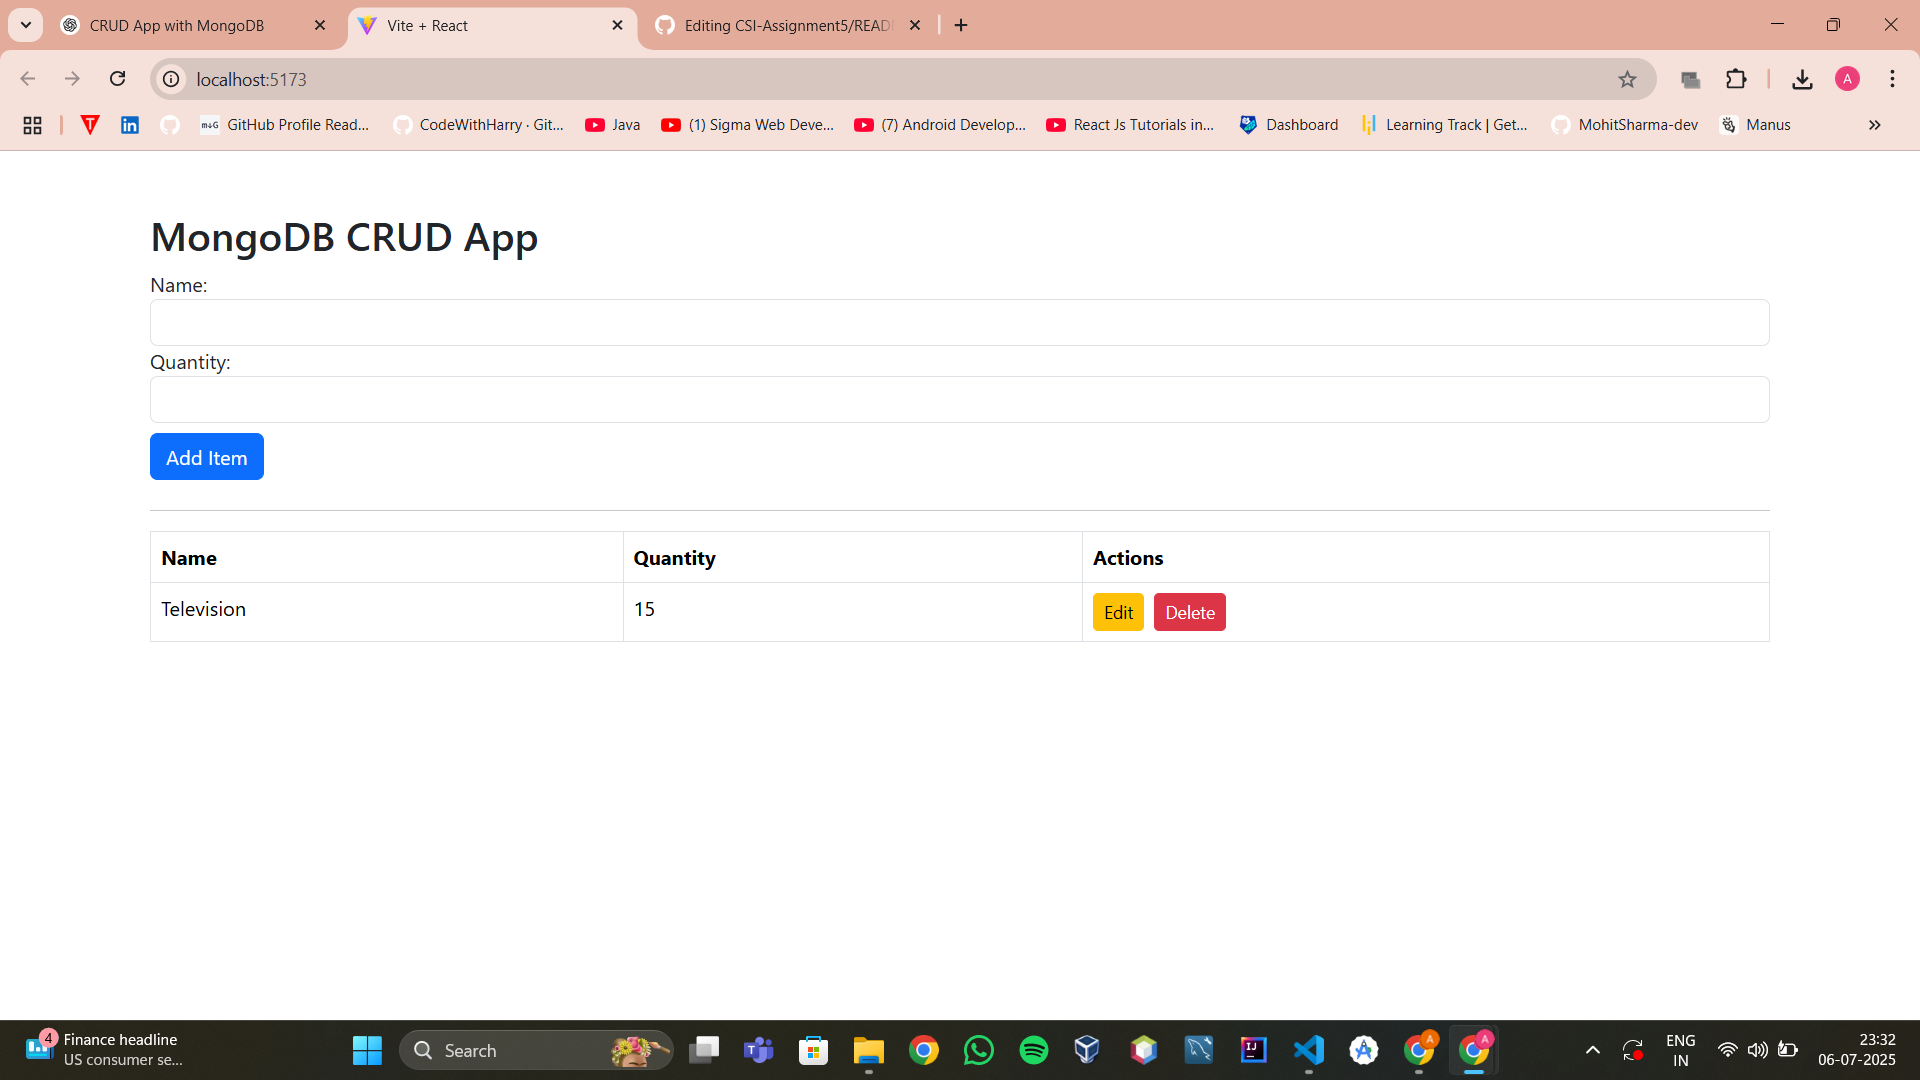 CRUD App with MongoDB
Vite + React
Editing CSI-Assignment5/READ
localhost:5173
A
T
in
M↓G
GitHub Profile Read...
CodeWithHarry · Git...
Java
(1) Sigma Web Deve...
(7) Android Develop...
React Js Tutorials in...
Dashboard
Learning Track | Get...
MohitSharma-dev
Manus
MongoDB CRUD App
Name:
Quantity:
Add Item
Name Quantity Actions
Television 15 Edit Delete
4
Finance headline
US consumer se...
Search
T
IJ
A
A
ENG
IN
23:32
06-07-2025